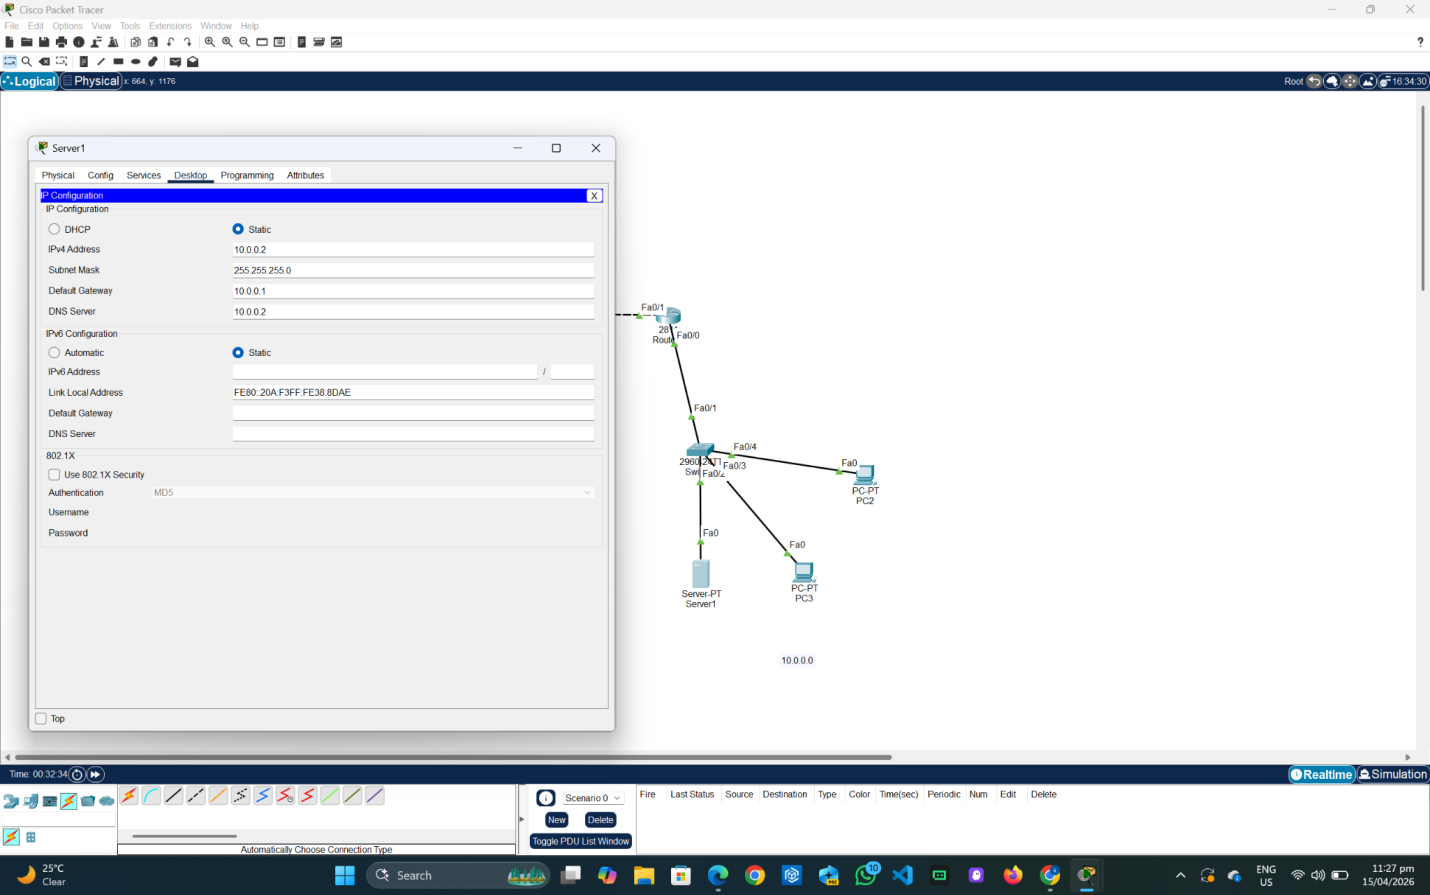 Cisco Packet Tracer
File Edit Options View Tools Extensions Window Help
?
Logical Physical x: 664, y: 1176 Root 16:34:30
Server1
Physical Config Services Desktop Programming Attributes
IP Configuration X
IP Configuration
DHCP Static
IPv4 Address 10.0.0.2
Subnet Mask 255.255.255.0
Default Gateway 10.0.0.1
DNS Server 10.0.0.2
IPv6 Configuration
Automatic Static
IPv6 Address /
Link Local Address FE80::20A:F3FF:FE38:8DAE
Default Gateway
DNS Server
802.1X
Use 802.1X Security
Authentication MD5
Username
Password
Top
Fa0/1
Fa0/0
Fa0/1
Fa0/4
Fa0/3
Fa0/2
Fa0
PC-PT
PC2
Fa0
Fa0
Server-PT
Server1
PC-PT
PC3
10.0.0.0
Time: 00:32:34 Realtime Simulation
Scenario 0
New Delete
Toggle PDU List Window
Fire Last Status Source Destination Type Color Time(sec) Periodic Num Edit Delete
Automatically Choose Connection Type
25°C
Clear
Search
10
ENG
US
11:27 pm
15/04/2026